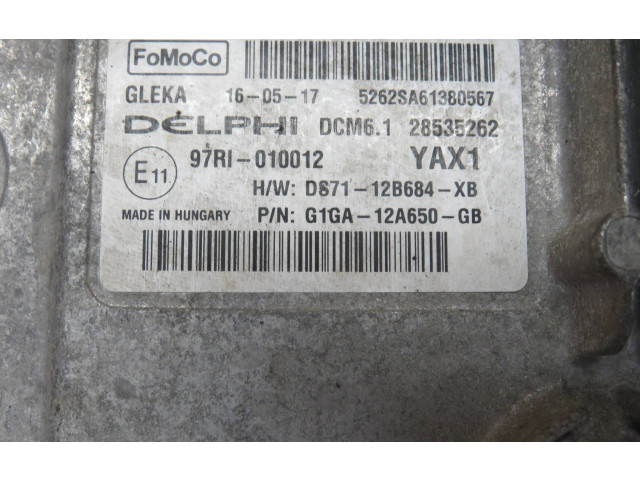 FoMoCo
GLEKA 16-05-17 5262SA61380567
DELPHI DCM6.1 28535262
E11 97RI-010012 YAX1
H/W: DS71-12B684-XB
MADE IN HUNGARY P/N: G1GA-12A650-GB